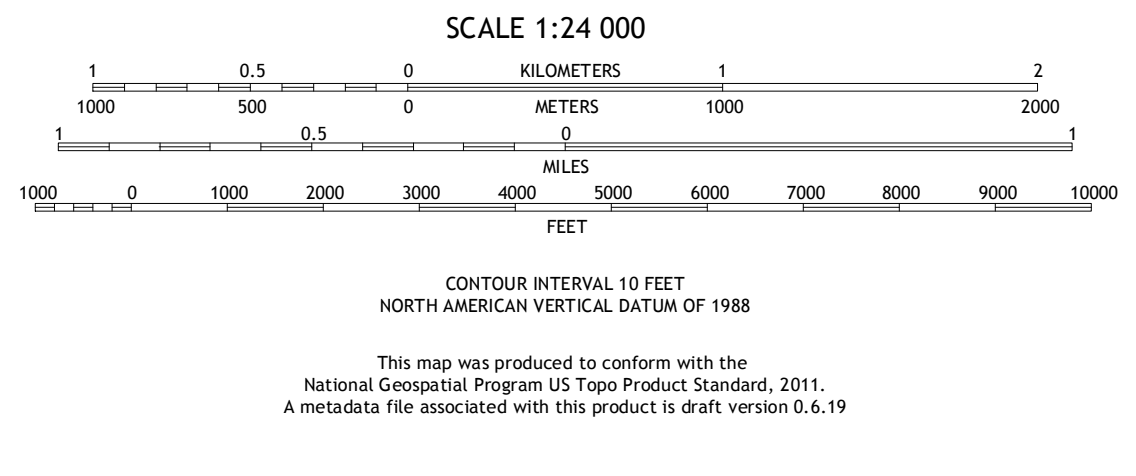 SCALE 1:24 000
1 0.5 0 KILOMETERS 1 2
1000 500 0 METERS 1000 2000
1 0.5 0 1
MILES
1000 0 1000 2000 3000 4000 5000 6000 7000 8000 9000 10000
FEET
CONTOUR INTERVAL 10 FEET
NORTH AMERICAN VERTICAL DATUM OF 1988
This map was produced to conform with the
National Geospatial Program US Topo Product Standard, 2011.
A metadata file associated with this product is draft version 0.6.19